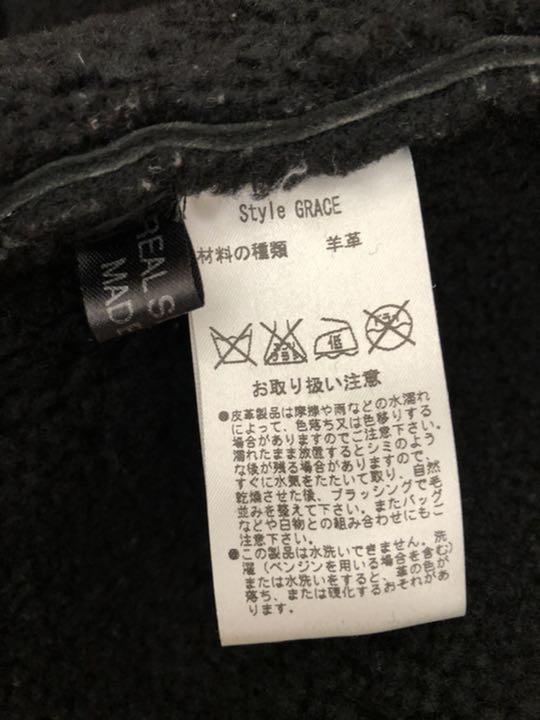 Style GRACE
材料の種類 羊革
低
ドライ
お取り扱い注意
●皮革製品は摩擦や雨などの水濡れ
によって、色落ち又は色移りする
場合がありますのでご注意下さい。
濡れたまま放置するとシミのよう
な後が残る場合がありますので、
すぐに水気をたたいて取り、自然
乾燥させた後、ブラッシングで毛
並みを整えて下さい。またバッグ
などや白物との組み合わせにもご
注意下さい。
●この製品は水洗いできません。洗
濯(ベンジンを用いる場合を含む)
または水洗いをすると、革の色が
落ち、または硬化するおそれがあ
ります。
REAL S
MADE